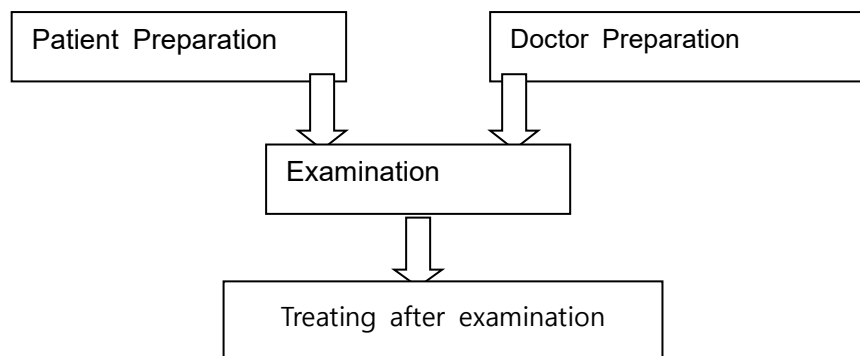 Patient Preparation
Doctor Preparation
Examination
Treating after examination